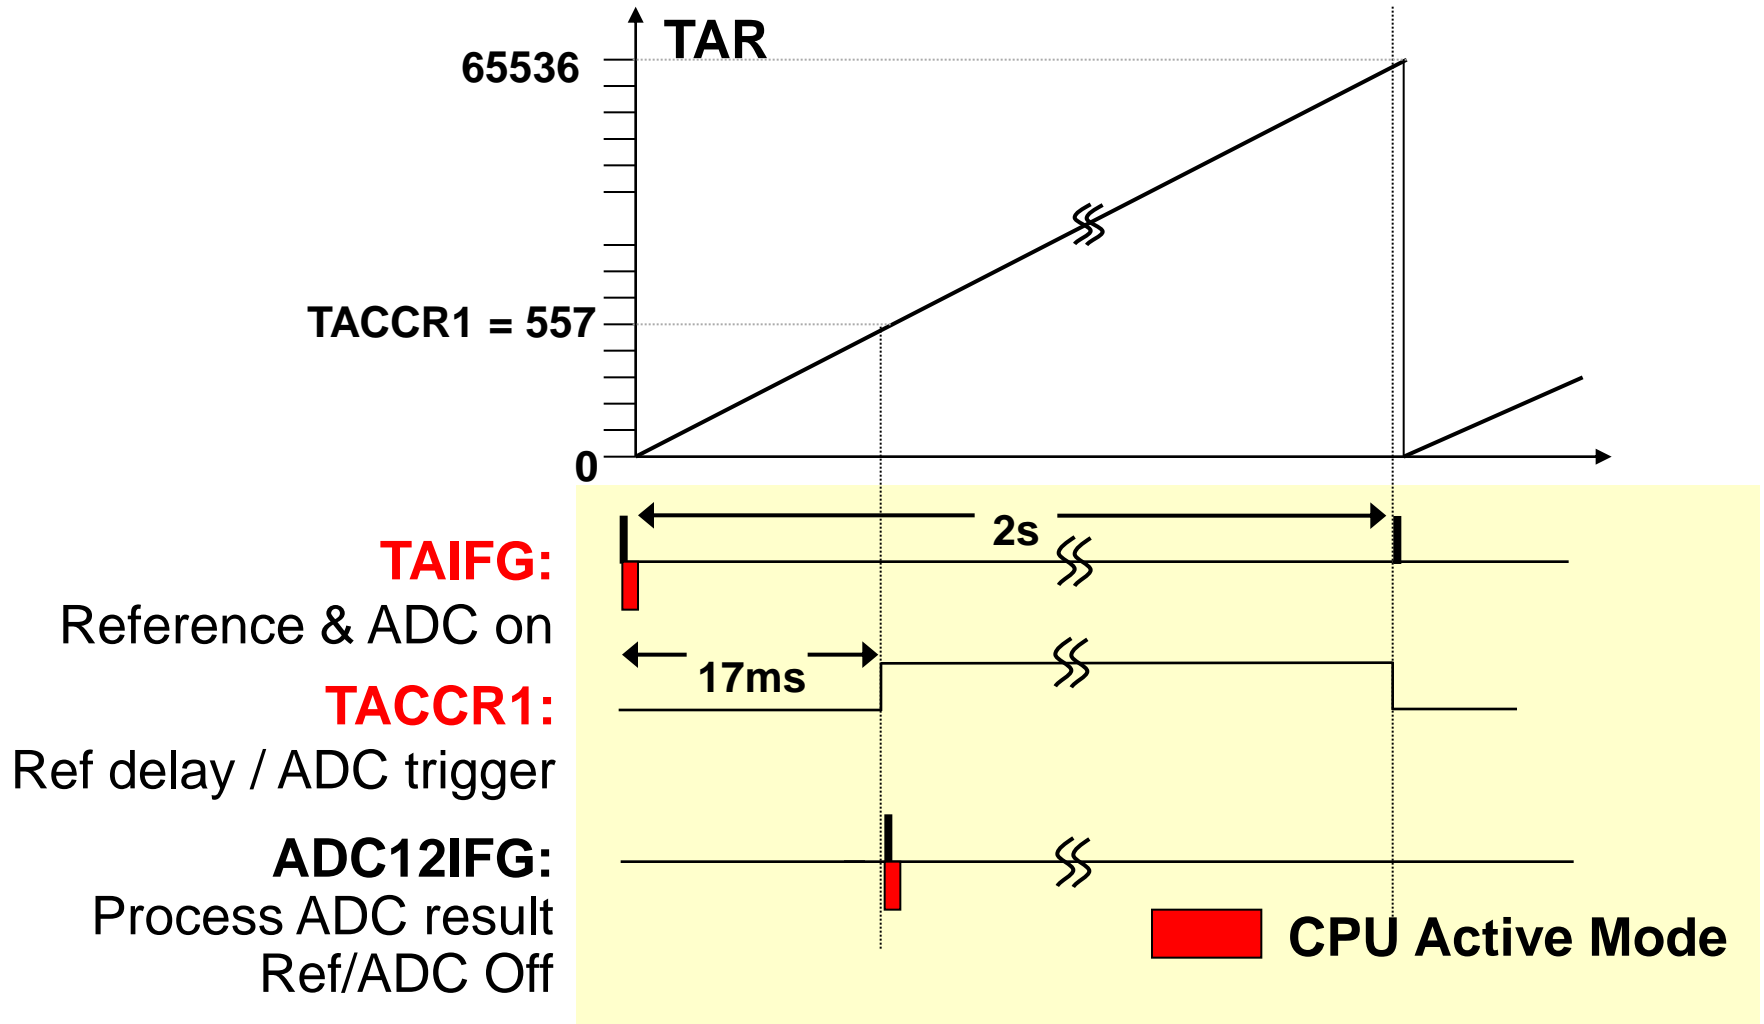 TAR
65536
TACCR1 = 557
0
2s
TAIFG:
Reference & ADC on
17ms
TACCR1:
Ref delay / ADC trigger
ADC12IFG:
Process ADC result
Ref/ADC Off
CPU Active Mode